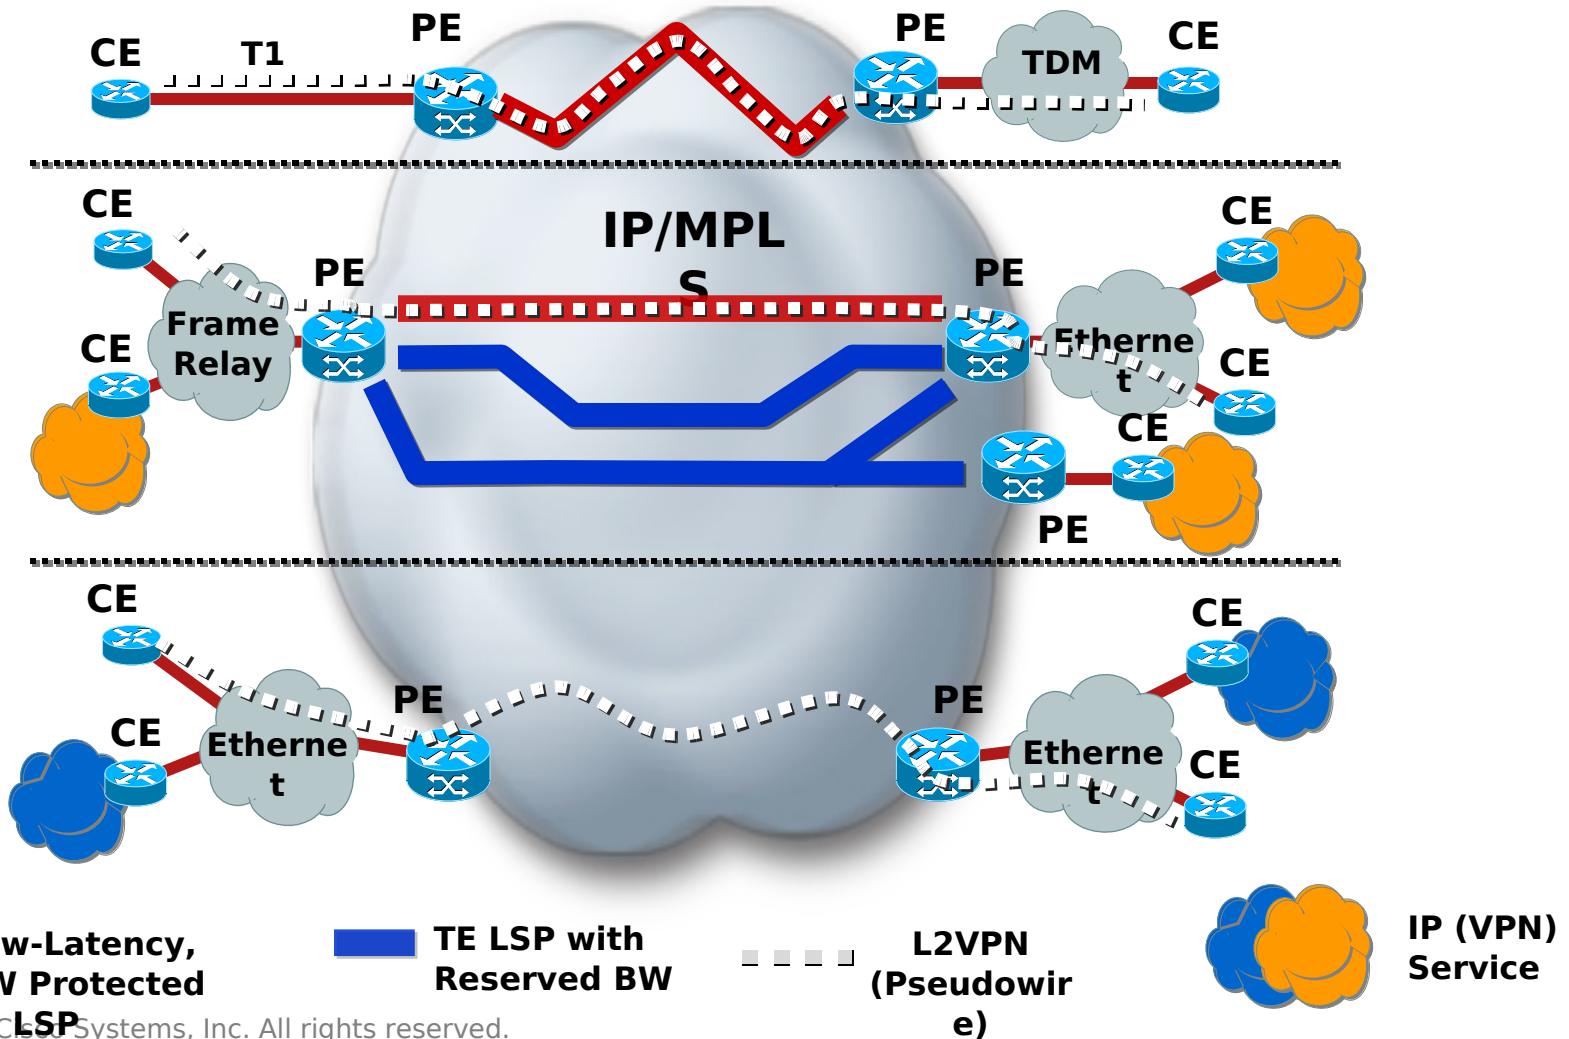 PE
PE
CE
T1
TDM
CE
CE
IP/MPL
S
CE
PE
PE
Frame
Relay
Etherne
t
CE
CE
CE
PE
CE
CE
PE
PE
CE
Etherne
t
Etherne
t
CE
w-Latency,
W Protected
LSP
TE LSP with
Reserved BW
L2VPN
(Pseudowir
e)
IP (VPN)
Service
Cisco Systems, Inc. All rights reserved.